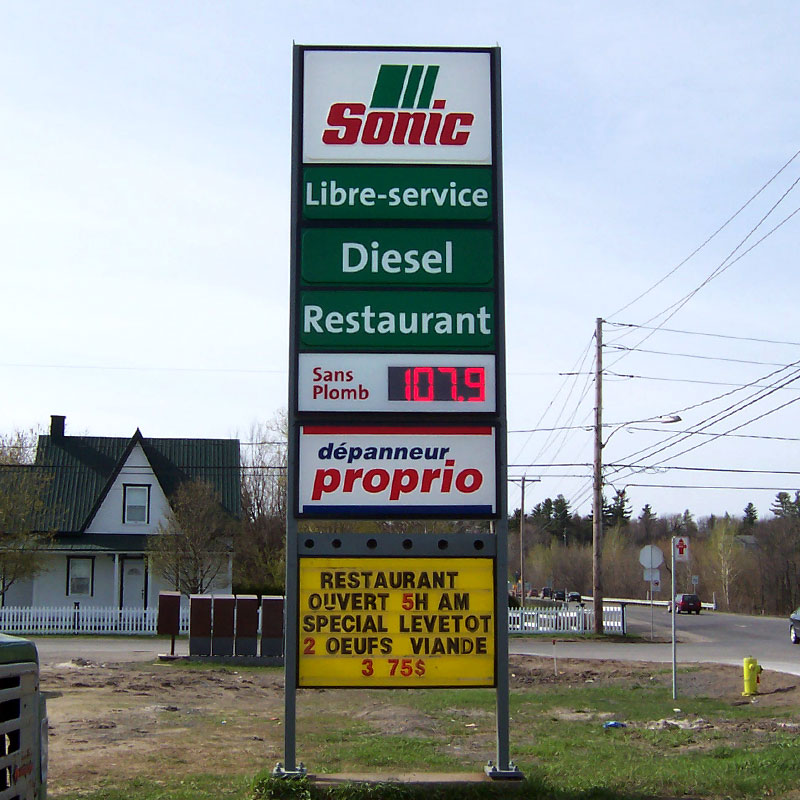 Sonic
Libre-service
Diesel
Restaurant
Sans
Plomb
107.9
dépanneur
proprio
RESTAURANT
OUVERT 5H AM
SPECIAL LEVETOT
2 OEUFS VIANDE
3 75$